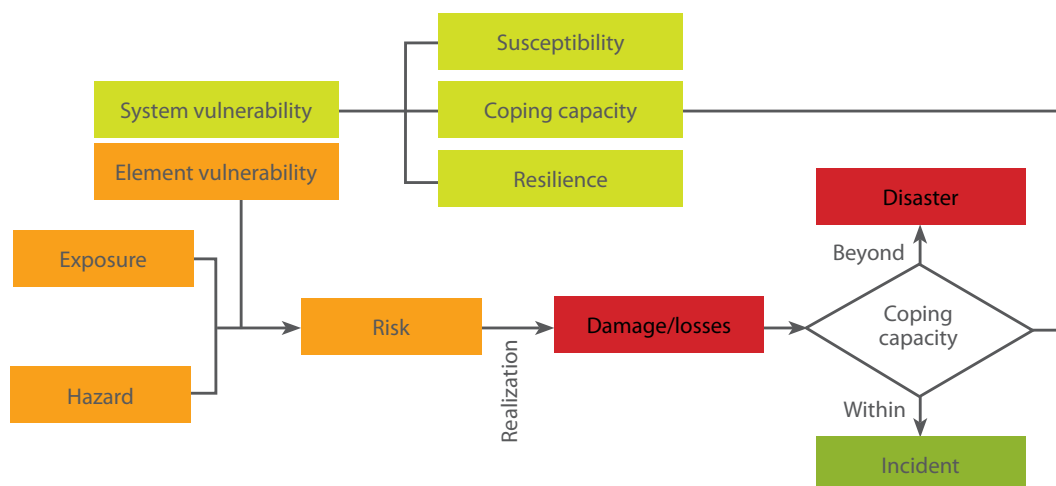 Susceptibility
System vulnerability
Coping capacity
Element vulnerability
Resilience
Disaster
Exposure
Beyond
Risk
Damage/losses
Coping
capacity
Realization
Hazard
Within
Incident